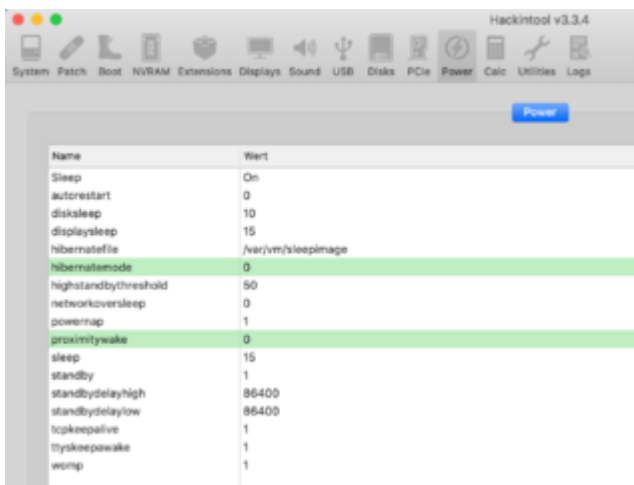 Hackintool v3.3.4
System Patch Boot NVRAM Extensions Displays Sound USB Disks PCIe Power Calc Utilities Logs
Power
Name Wert
Sleep On
autorestart 0
disksleep 10
displaysleep 15
hibernatefile /var/vm/sleepimage
hibernatemode 0
highstandbythreshold 50
networkoversleep 0
powernap 1
proximitywake 0
sleep 15
standby 1
standbydelayhigh 86400
standbydelaylow 86400
tcpkeepalive 1
ttyskeepawake 1
womp 1